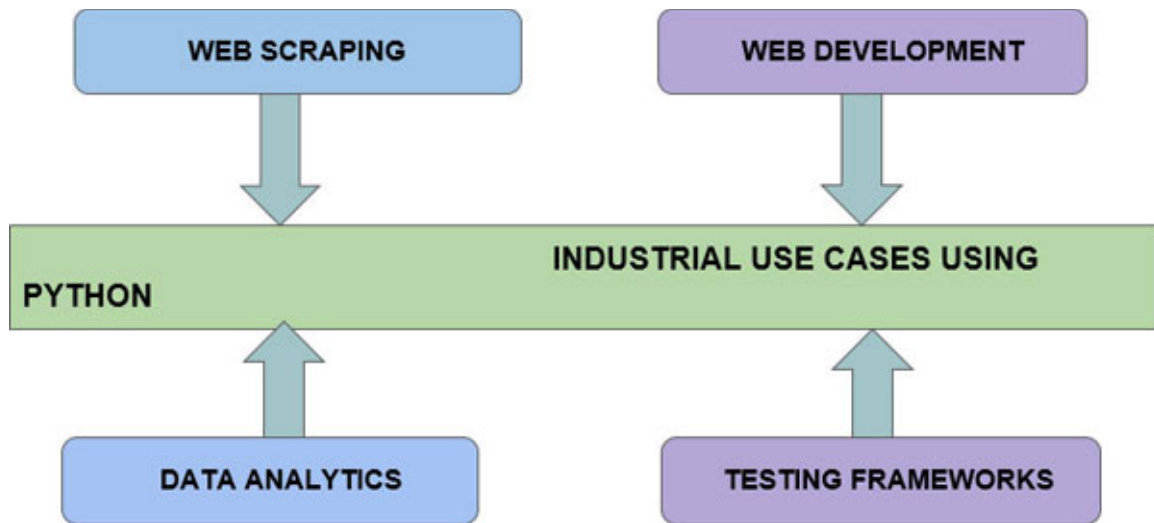 WEB SCRAPING
WEB DEVELOPMENT
INDUSTRIAL USE CASES USING
PYTHON
DATA ANALYTICS
TESTING FRAMEWORKS